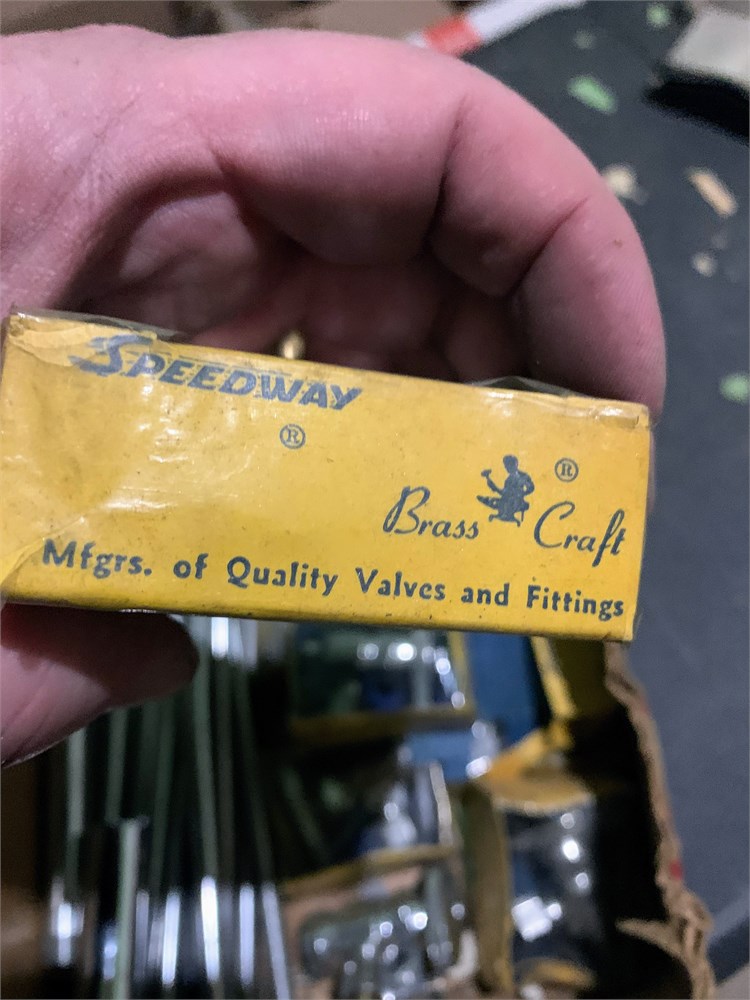 SPEEDWAY
®
Brass Craft ®
Mfgrs. of Quality Valves and Fittings